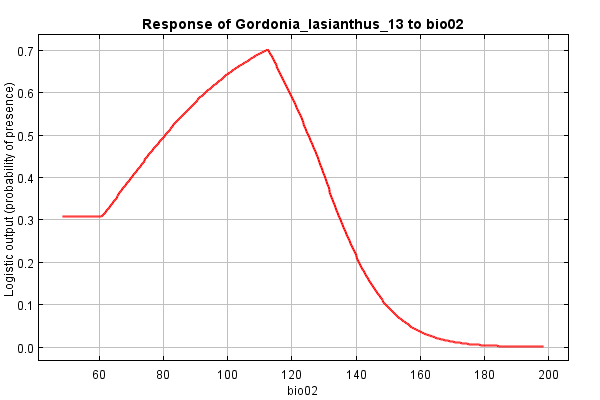 Response of Gordonia_lasianthus_13 to bio02
Logistic output (probability of presence)
0.7
0.6
0.5
0.4
0.3
0.2
0.1
0.0
60 80 100 120 140 160 180 200
bio02